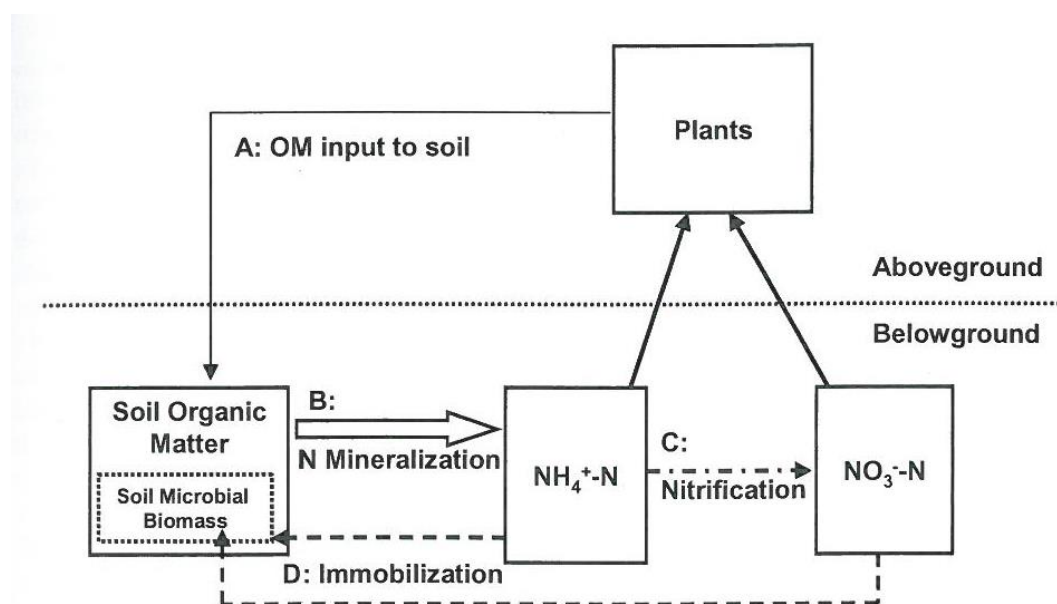 Plants
A: OM input to soil
Aboveground
Belowground
Soil Organic
Matter
Soil Microbial
Biomass
B:
N Mineralization
NH₄⁺-N
C:
Nitrification
NO₃⁻-N
D: Immobilization